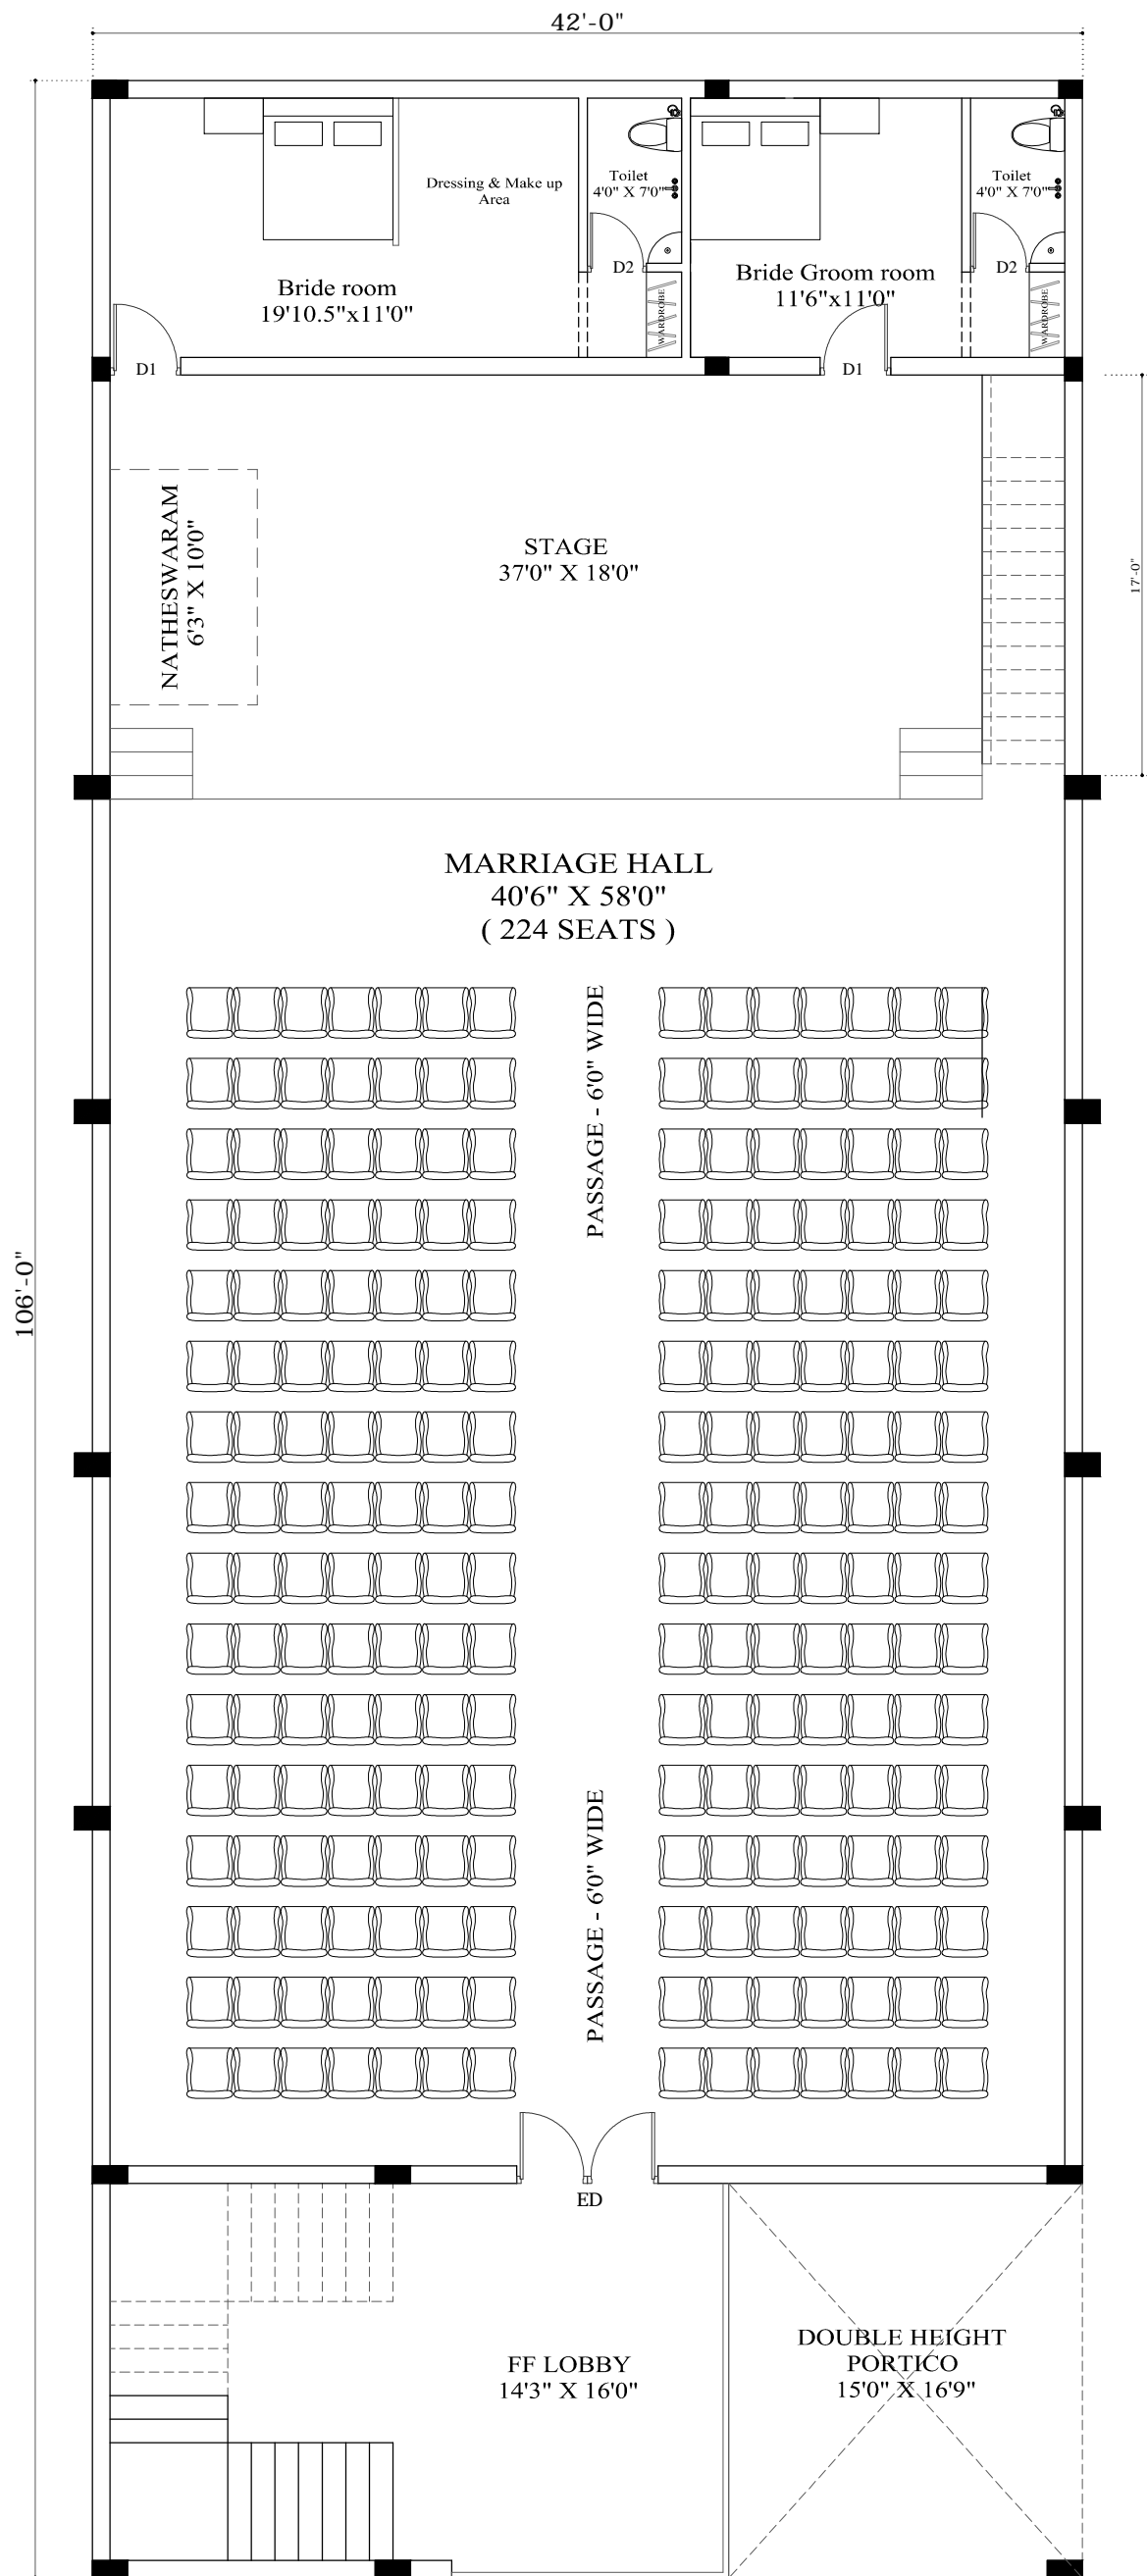 42'-0"
Dressing & Make up
Area
Toilet
4'0" X 7'0"
Toilet
4'0" X 7'0"
D2
D2
Bride room
19'10.5"x11'0"
Bride Groom room
11'6"x11'0"
WARDROBE
WARDROBE
D1
D1
NATHESWARAM
6'3" X 10'0"
STAGE
37'0" X 18'0"
17'-0"
MARRIAGE HALL
40'6" X 58'0"
( 224 SEATS )
PASSAGE - 6'0" WIDE
106'-0"
PASSAGE - 6'0" WIDE
ED
FF LOBBY
14'3" X 16'0"
DOUBLE HEIGHT
PORTICO
15'0" X 16'9"